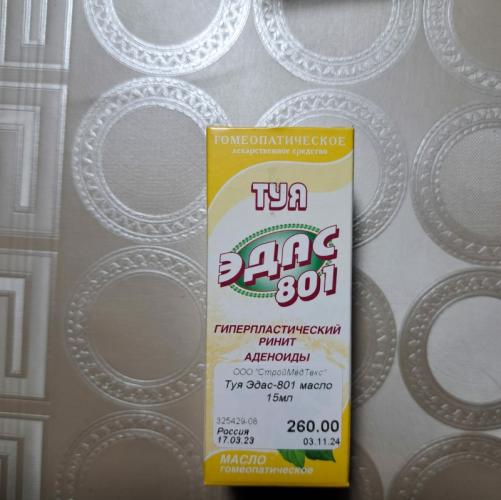 ГОМЕОПАТИЧЕСКОЕ
лекарственное средство
ТУЯ
ЭДАС
801
ГИПЕРПЛАСТИЧЕСКИЙ
РИНИТ
АДЕНОИДЫ
ООО "СтройМедТекс"
Туя Эдас-801 масло
15мл
325429-08
260.00
Россия
17.03.23
03.11.24
МАСЛО
гомеопатическое